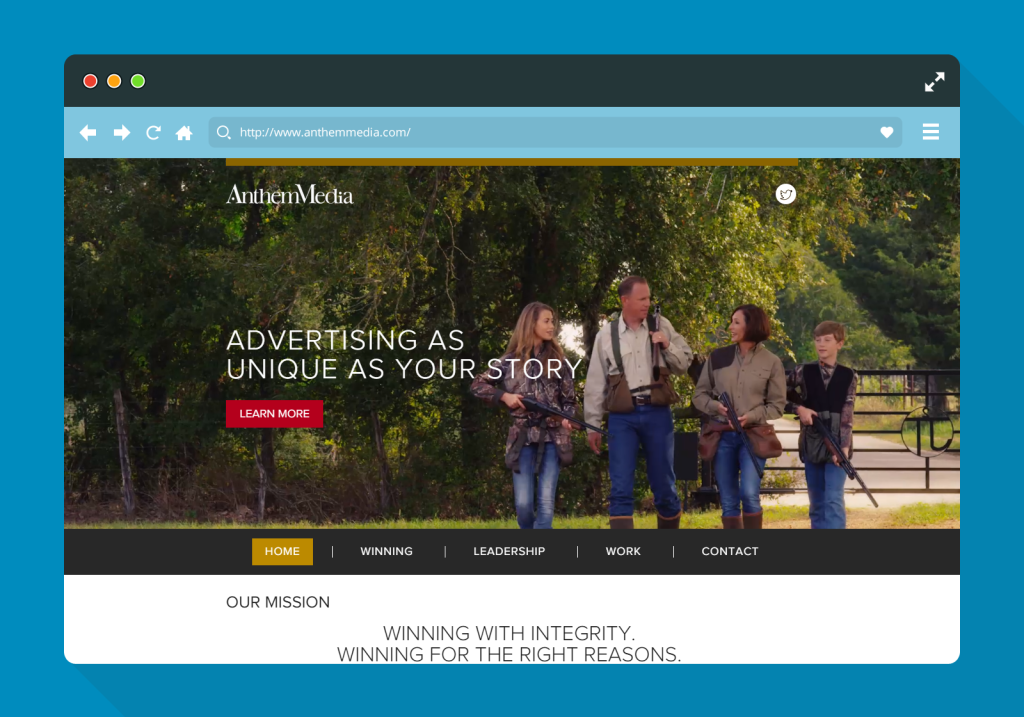 http://www.anthemmedia.com/
AnthemMedia
ADVERTISING AS
UNIQUE AS YOUR STORY
LEARN MORE
HOME | WINNING | LEADERSHIP | WORK | CONTACT
OUR MISSION
WINNING WITH INTEGRITY.
WINNING FOR THE RIGHT REASONS.